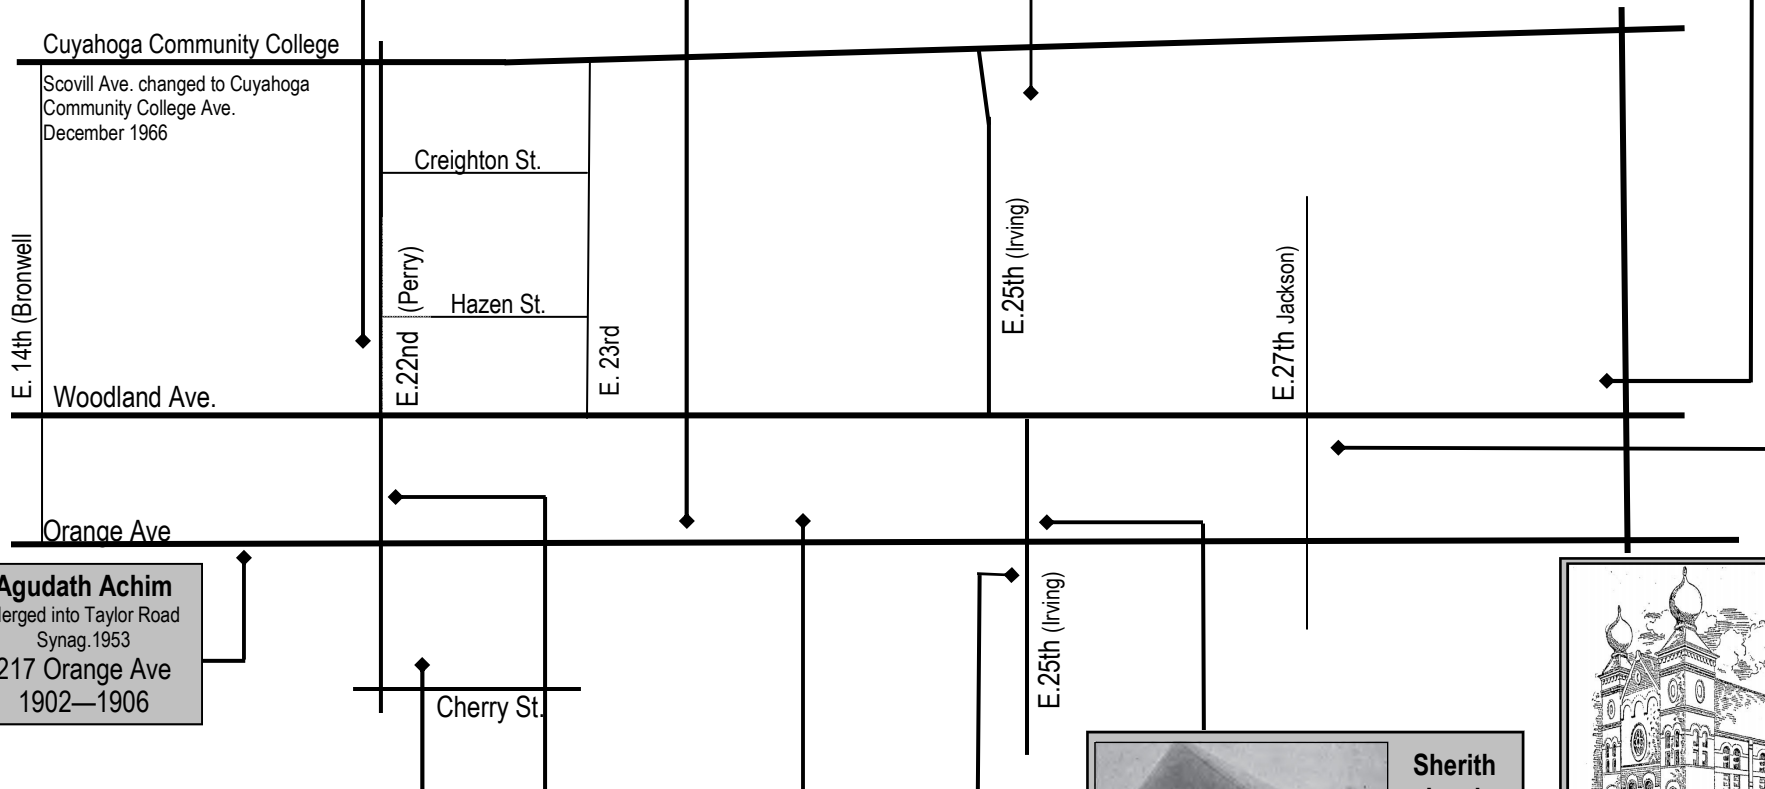 Cuyahoga Community College
Scovill Ave. changed to Cuyahoga
Community College Ave.
December 1966
Creighton St.
Hazen St.
E. 14th (Bronwell
E.22nd (Perry)
E. 23rd
E.25th (Irving)
E.27th Jackson)
Woodland Ave.
Orange Ave
Agudath Achim
erged into Taylor Road
Synag.1953
217 Orange Ave
1902—1906
Cherry St.
E.25th (Irving)
Sherith